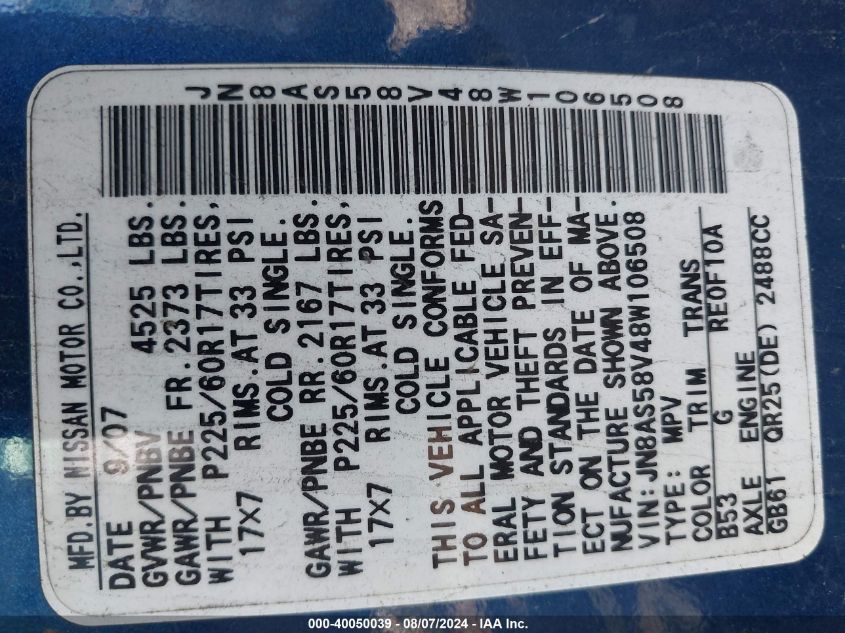 JN8AS58V48W106508
MFD.BY NISSAN MOTOR CO.,LTD.
DATE 9/07
GVWR/PNBV 4525 LBS.
GAWR/PNBE FR.2373 LBS.
WITH P225/60R17TIRES,
17X7 RIMS.AT 33 PSI
COLD SINGLE.
GAWR/PNBE RR.2167 LBS.
WITH P225/60R17TIRES,
17X7 RIMS.AT 33 PSI
COLD SINGLE.
THIS VEHICLE CONFORMS
TO ALL APPLICABLE FED-
ERAL MOTOR VEHICLE SA-
FETY AND THEFT PREVEN-
TION STANDARDS IN EFF-
ECT ON THE DATE OF MA-
NUFACTURE SHOWN ABOVE.
VIN:JN8AS58V48W106508
TYPE: MPV
COLOR TRIM TRANS
B53 G RE0F10A
AXLE ENGINE
GB61 QR25(DE) 2488CC
000-40050039 - 08/07/2024 - IAA Inc.